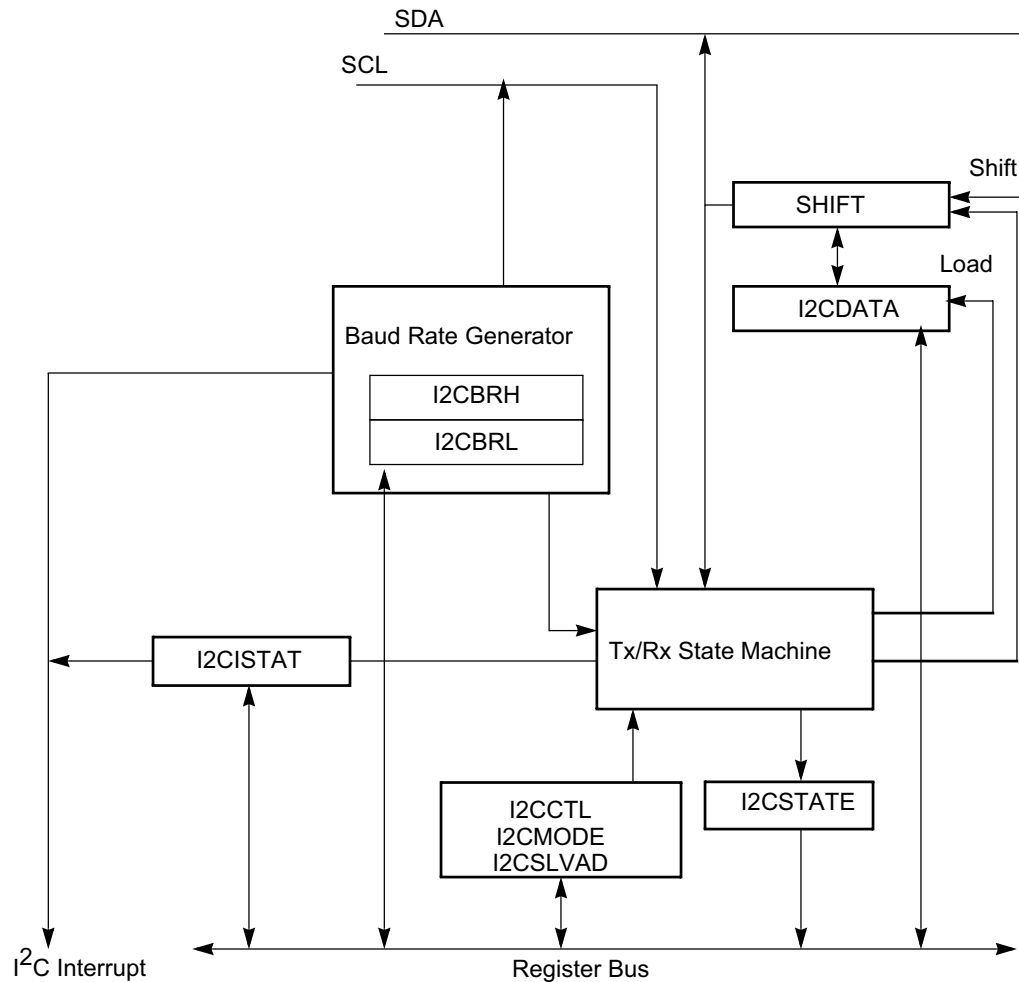 SDA
SCL
Shift
SHIFT
Load
I2CDATA
Baud Rate Generator
I2CBRH
I2CBRL
I2CISTAT
Tx/Rx State Machine
I2CCTL
I2CMODE
I2CSLVAD
I2CSTATE
I²C Interrupt
Register Bus